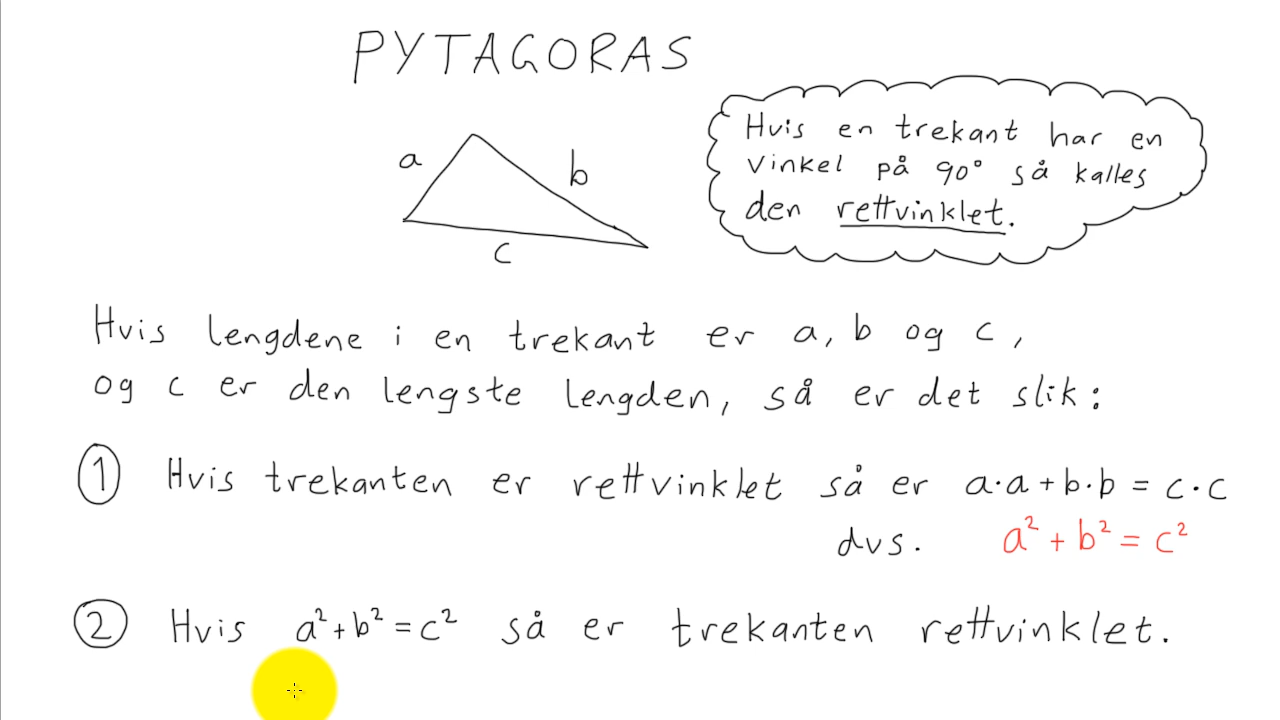 PYTAGORAS
a
b
c
Hvis en trekant har en
vinkel på 90° så kalles
den rettvinklet.
Hvis lengdene i en trekant er a, b og c,
og c er den lengste lengden, så er det slik:
① Hvis trekanten er rettvinklet så er a·a+b·b = c·c
dvs. a² + b² = c²
② Hvis a²+b² = c² så er trekanten rettvinklet.